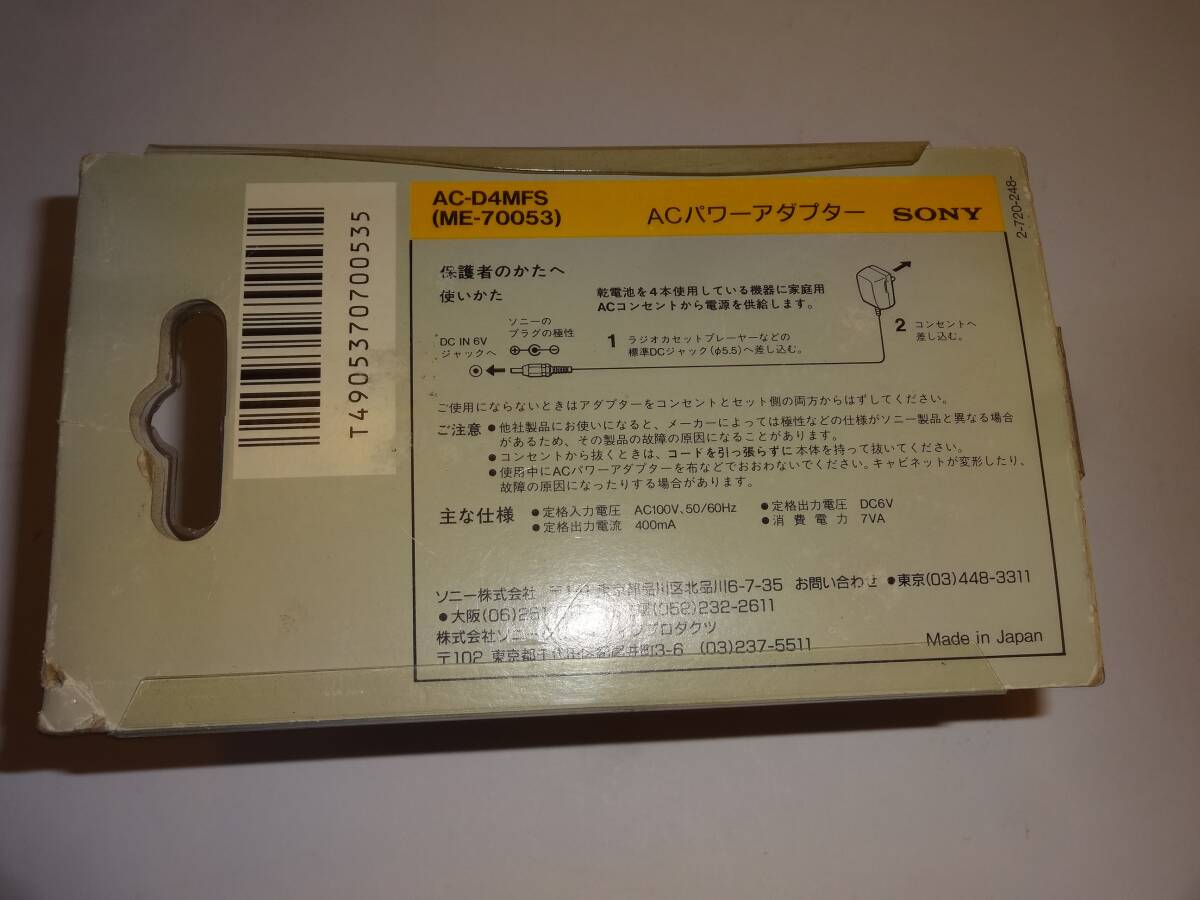 T4905370700535
AC-D4MFS
(ME-70053)
ACパワーアダプター SONY
2-720-248-
保護者のかたへ
使いかた
乾電池を4本使用している機器に家庭用
ACコンセントから電源を供給します。
DC IN 6V
ジャックへ
ソニーの
プラグの極性
1 ラジオカセットプレーヤーなどの
標準DCジャック(φ5.5)へ差し込む。
2 コンセントへ
差し込む。
ご使用にならないときはアダプターをコンセントとセット側の両方からはずしてください。
ご注意 ●他社製品にお使いになると、メーカーによっては極性などの仕様がソニー製品と異なる場合
があるため、その製品の故障の原因になることがあります。
●コンセントから抜くときは、コードを引っ張らずに本体を持って抜いてください。
●使用中にACパワーアダプターを布などでおおわないでください。キャビネットが変形したり、
故障の原因になったりする場合があります。
主な仕様 ●定格入力電圧 AC100V、50/60Hz ●定格出力電圧 DC6V
●定格出力電流 400mA ●消費電力 7VA
ソニー株式会社 東京都品川区北品川6-7-35 お問い合わせ ●東京(03)448-3311
●大阪(06) (052)232-2611
株式会社ソニー プロダクツ
〒102 東京都千代田区 3-6 (03)237-5511
Made in Japan